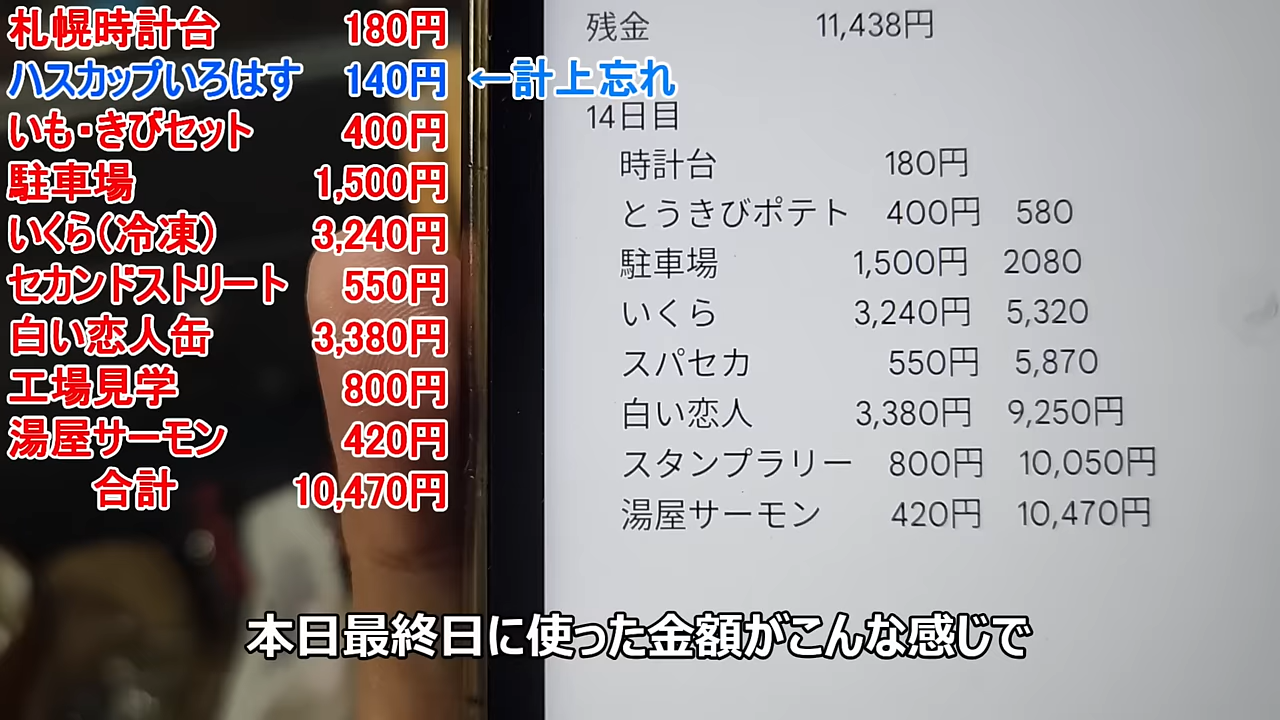 札幌時計台 180円
ハスカップいろはす 140円 ←計上忘れ
いも・きびセット 400円
駐車場 1,500円
いくら(冷凍) 3,240円
セカンドストリート 550円
白い恋人缶 3,380円
工場見学 800円
湯屋サーモン 420円
合計 10,470円
残金 11,438円
14日目
時計台 180円
とうきびポテト 400円 580
駐車場 1,500円 2080
いくら 3,240円 5,320
スパセカ 550円 5,870
白い恋人 3,380円 9,250円
スタンプラリー 800円 10,050円
湯屋サーモン 420円 10,470円
本日最終日に使った金額がこんな感じで